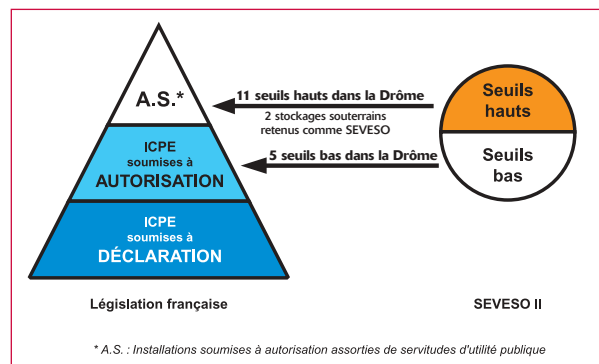 A.S.*
11 seuils hauts dans la Drôme
2 stockages souterrains
retenus comme SEVESO
Seuils
hauts
ICPE
soumises à
AUTORISATION
5 seuils bas dans la Drôme
Seuils
bas
ICPE
soumises à
DÉCLARATION
Législation française
SEVESO II
* A.S. : Installations soumises à autorisation assorties de servitudes d'utilité publique